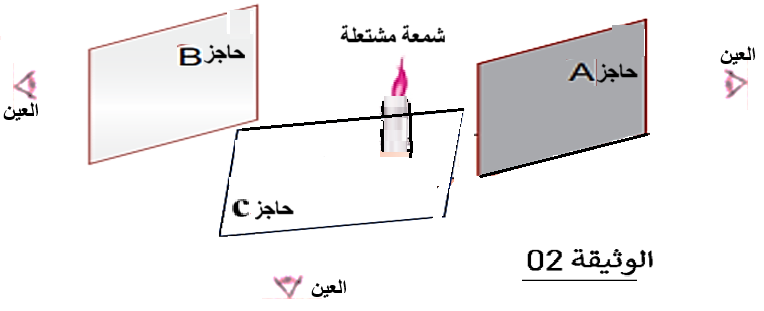 شمعة مشتعلة
حاجز B
حاجز A
العين
العين
حاجز C
الوثيقة 02
العين